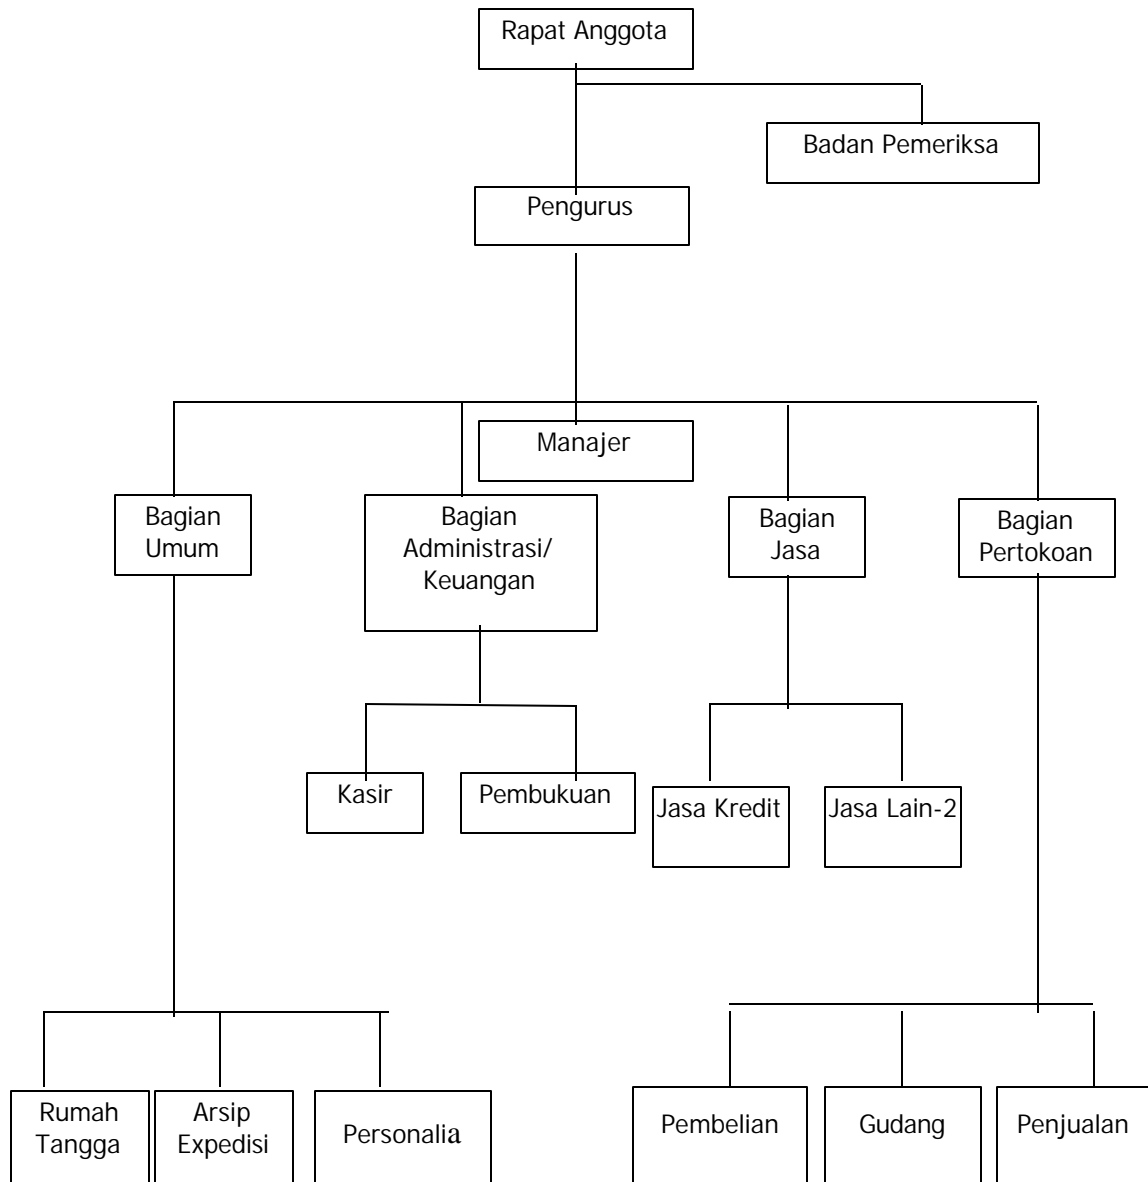 Rapat Anggota
Badan Pemeriksa
Pengurus
Manajer
Bagian
Umum
Bagian
Administrasi/
Keuangan
Bagian
Jasa
Bagian
Pertokoan
Kasir
Pembukuan
Jasa Kredit
Jasa Lain-2
Rumah
Tangga
Arsip
Expedisi
Personalia
Pembelian
Gudang
Penjualan